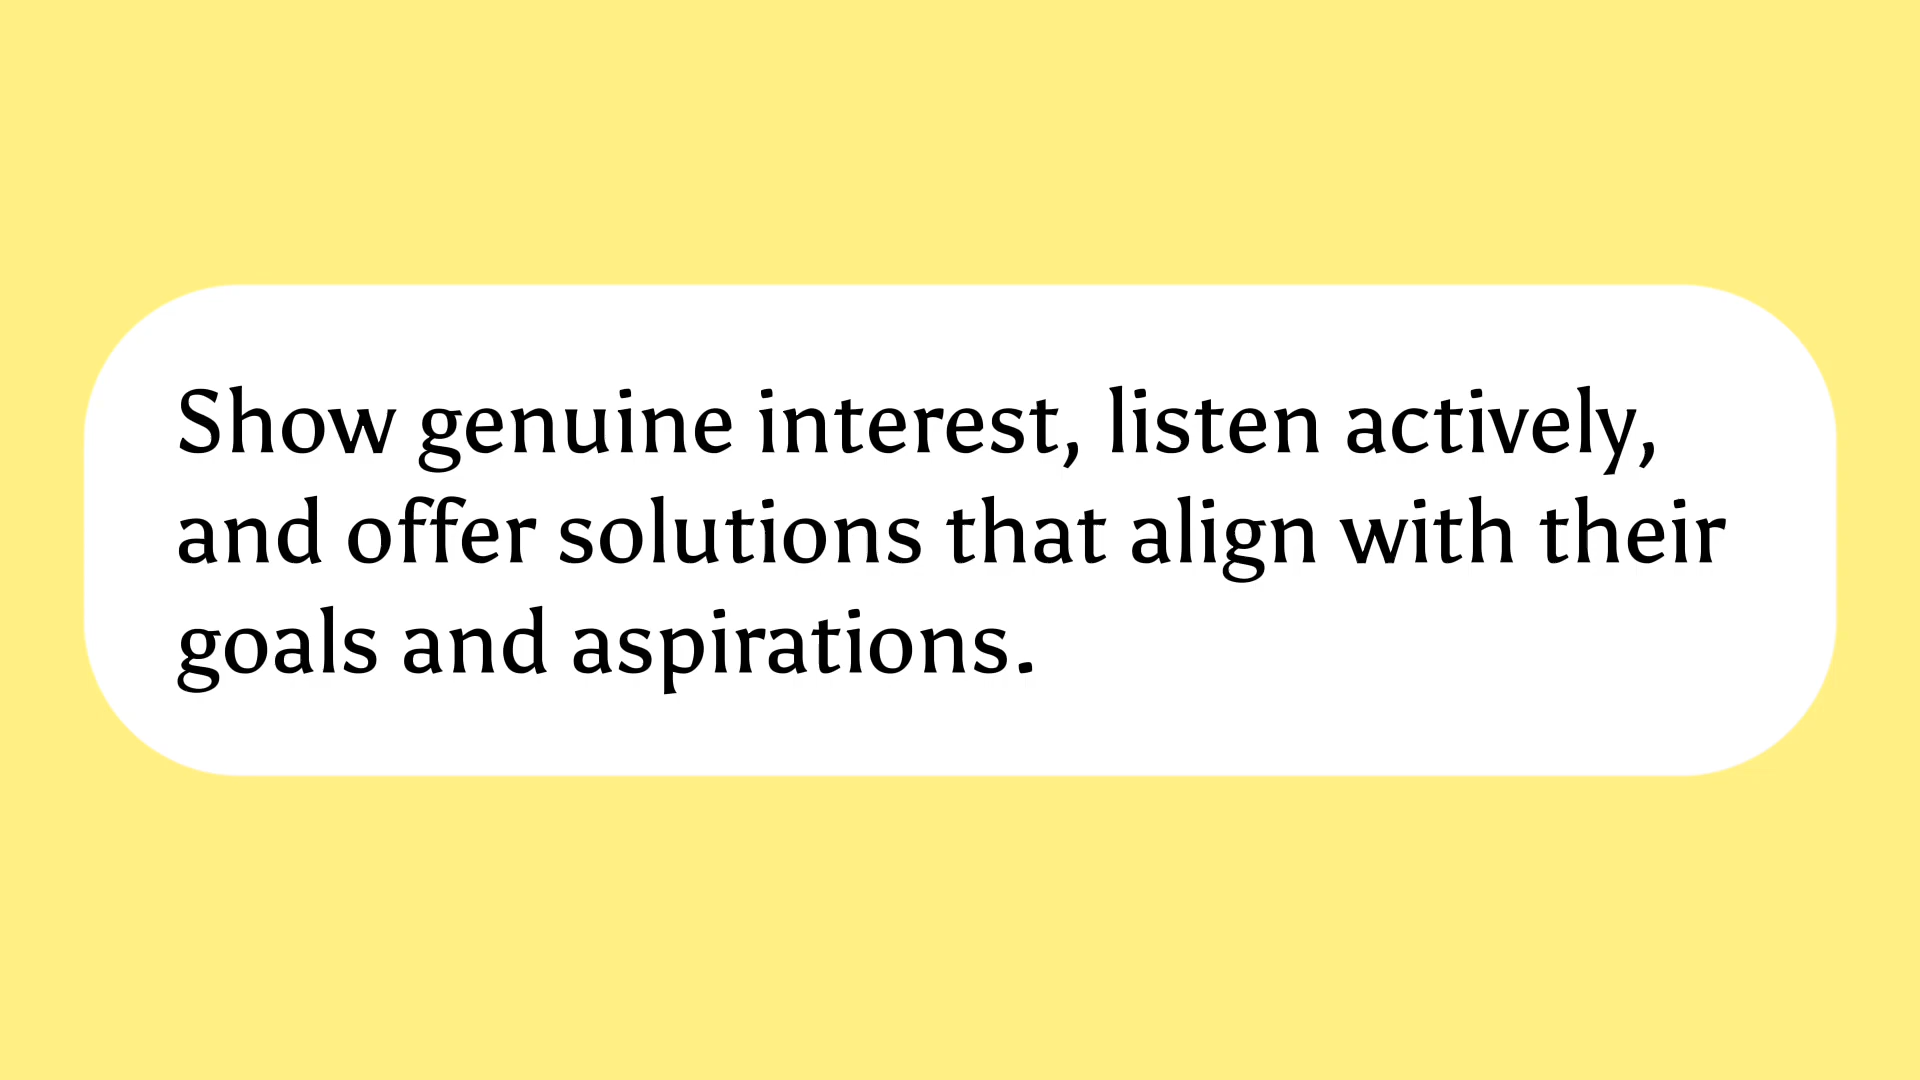 Show genuine interest, listen actively,
and offer solutions that align with their
goals and aspirations.